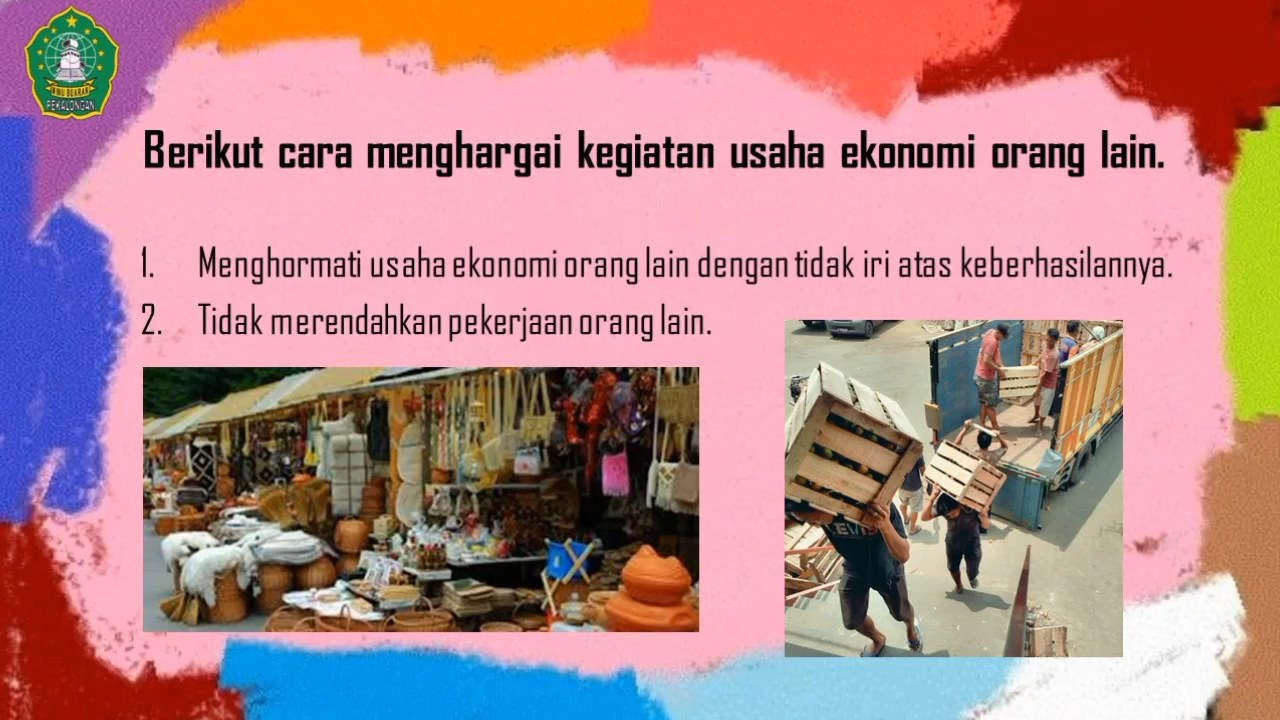 Berikut cara menghargai kegiatan usaha ekonomi orang lain.
1. Menghormati usaha ekonomi orang lain dengan tidak iri atas keberhasilannya.
2. Tidak merendahkan pekerjaan orang lain.
PEKALONGAN